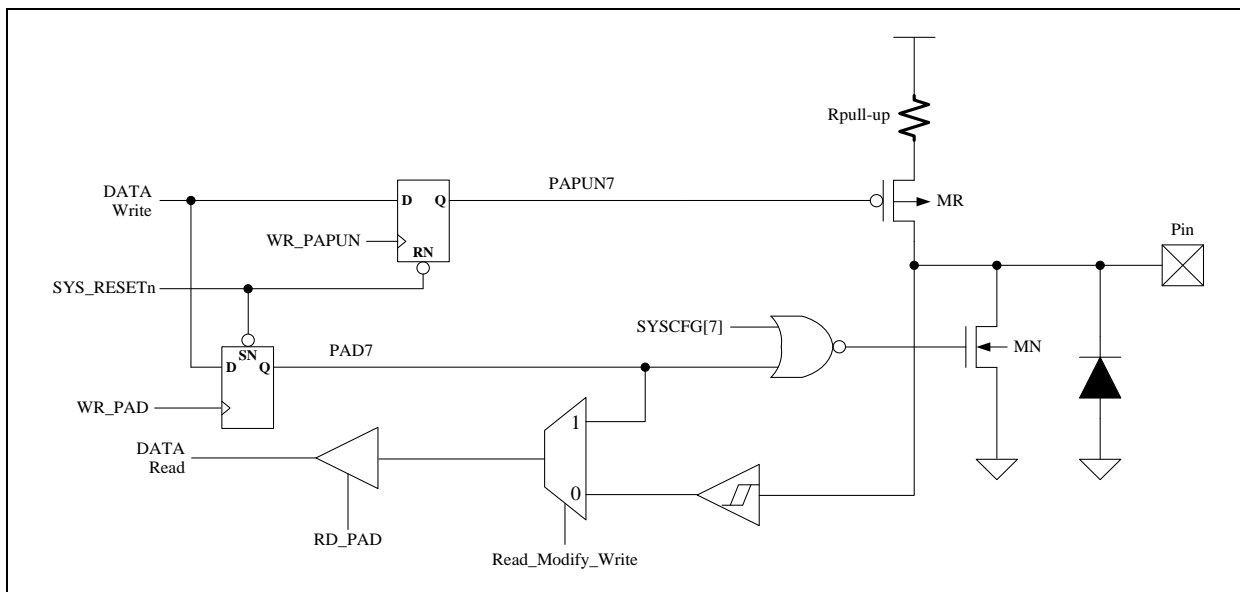 Rpull-up
DATA
Write
D
Q
PAPUN7
MR
Pin
WR_PAPUN
RN
SYS_RESETn
SYSCFG[7]
SN
D
Q
PAD7
MN
WR_PAD
1
DATA
Read
0
RD_PAD
Read_Modify_Write